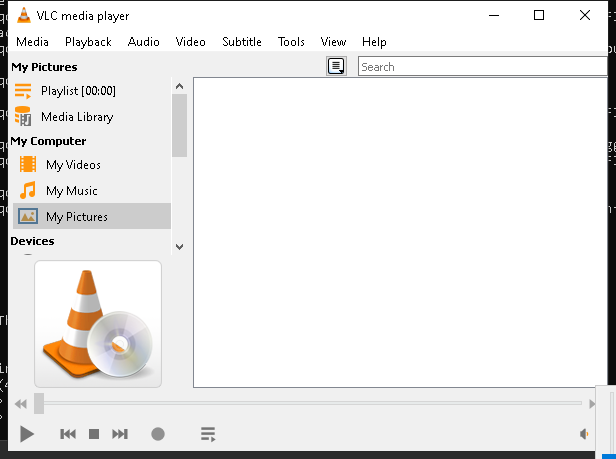 VLC media player
Media Playback Audio Video Subtitle Tools View Help
My Pictures
Search
Playlist [00:00]
Media Library
My Computer
My Videos
My Music
My Pictures
Devices